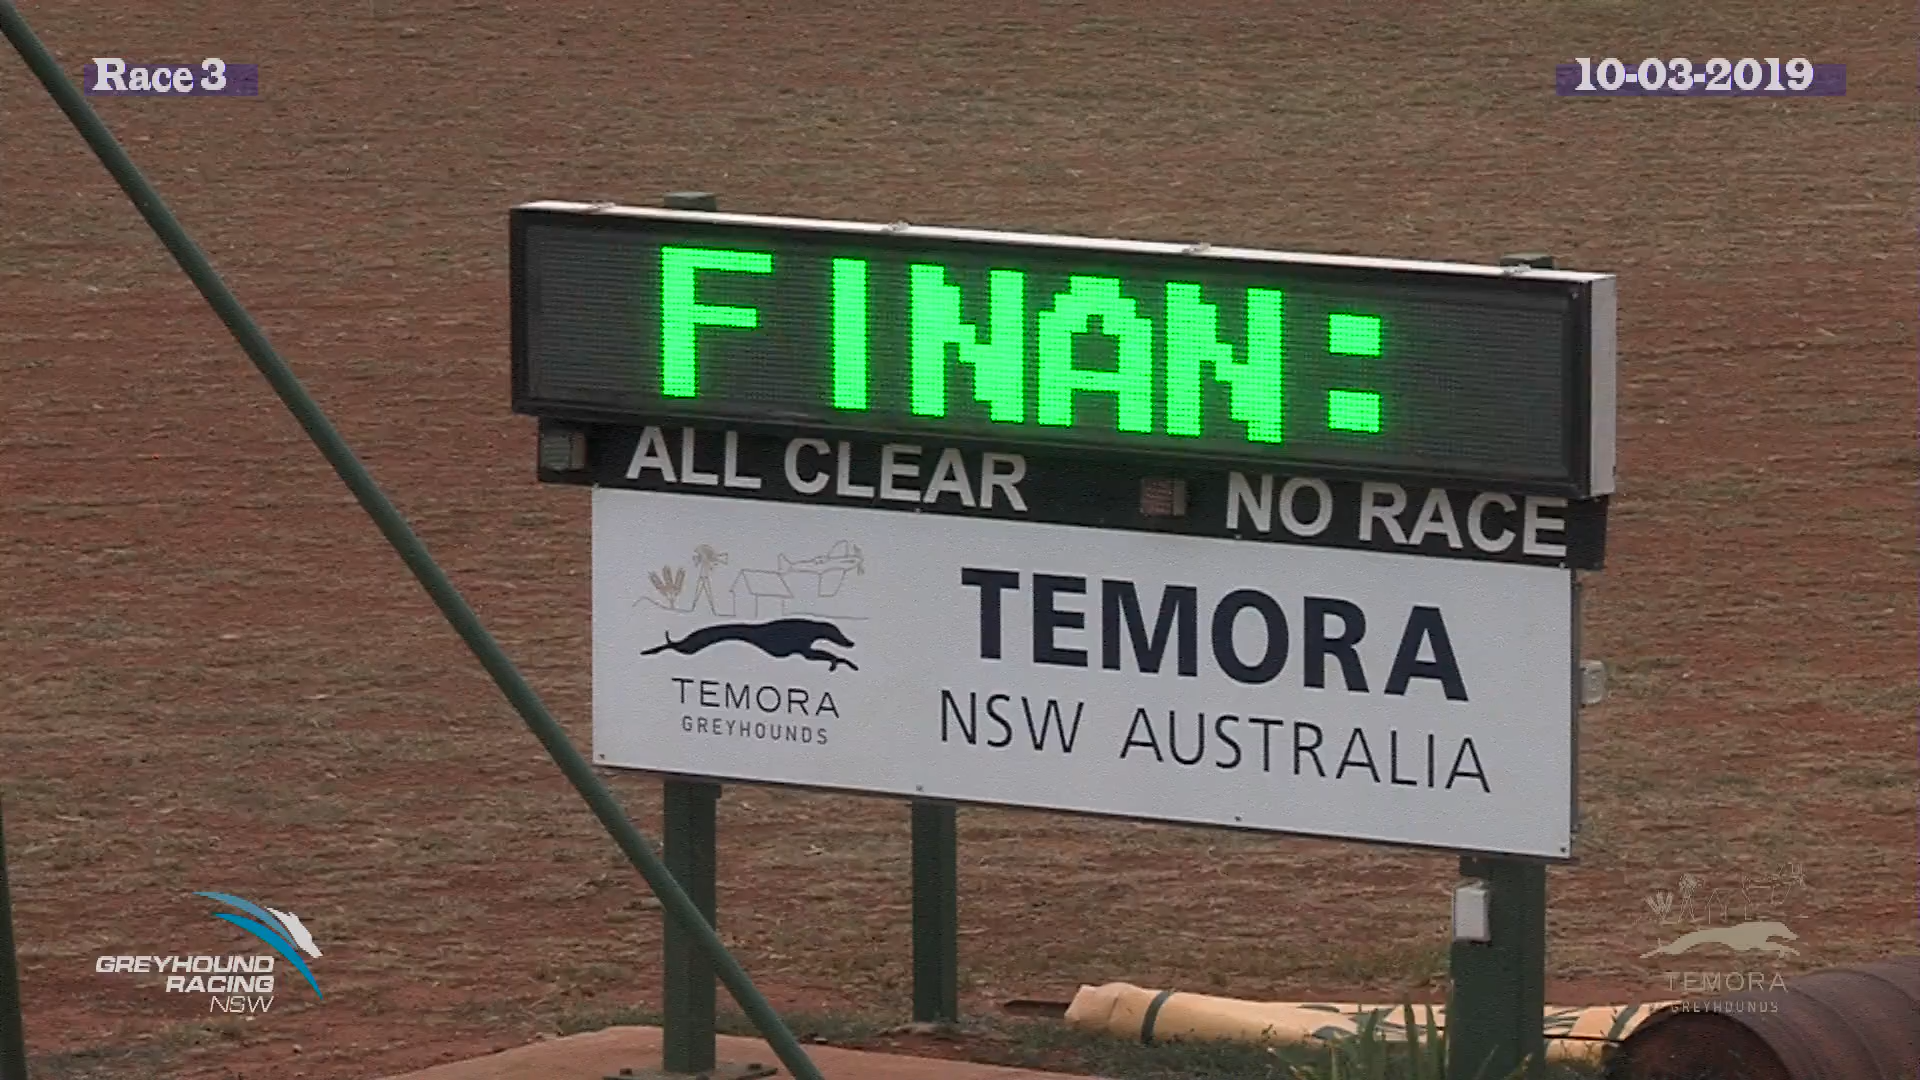 Race 3
10-03-2019
FINAN:
ALL CLEAR
NO RACE
TEMORA
NSW AUSTRALIA
TEMORA
GREYHOUNDS
GREYHOUND
RACING
NSW
TEMORA
GREYHOUNDS